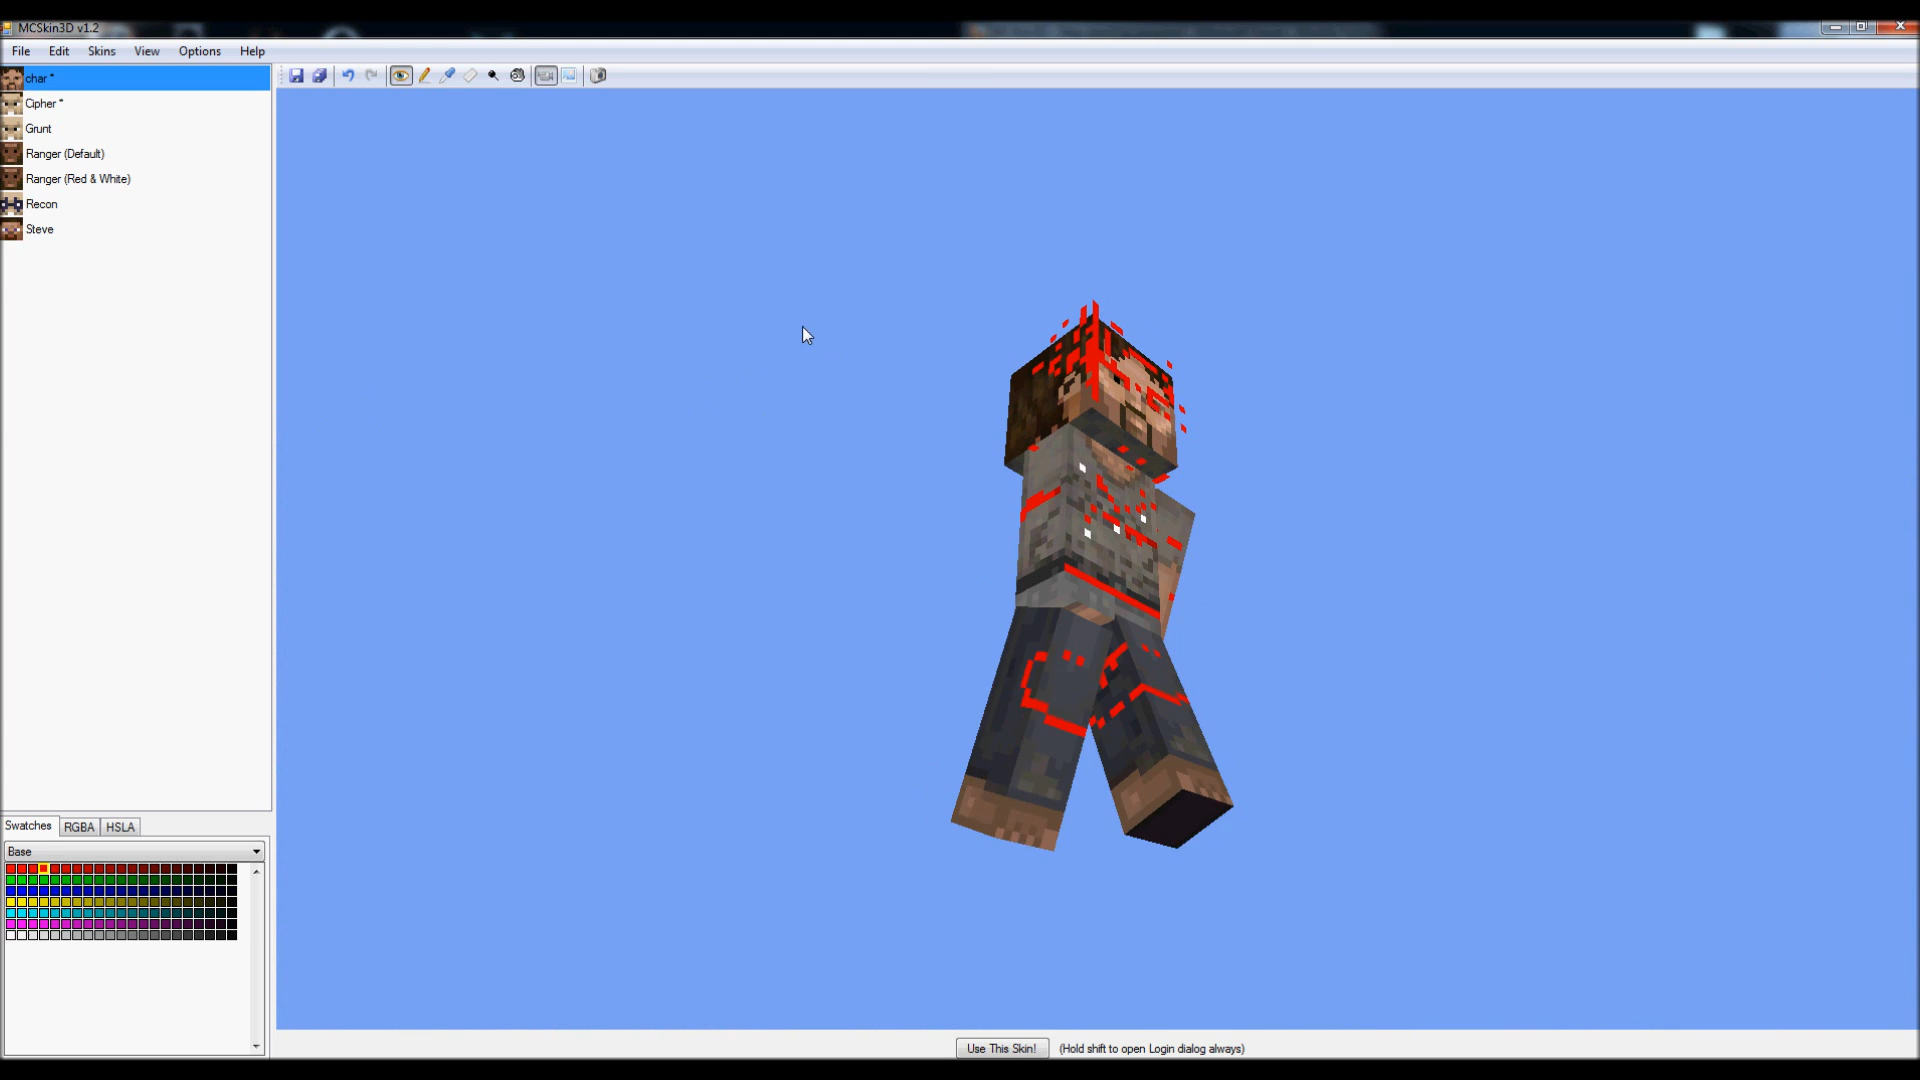 MCSkin3D v1.2
File Edit Skins View Options Help
char *
Cipher *
Grunt
Ranger (Default)
Ranger (Red & White)
Recon
Steve
Swatches RGBA HSLA
Base
Use This Skin! (Hold shift to open Login dialog always)